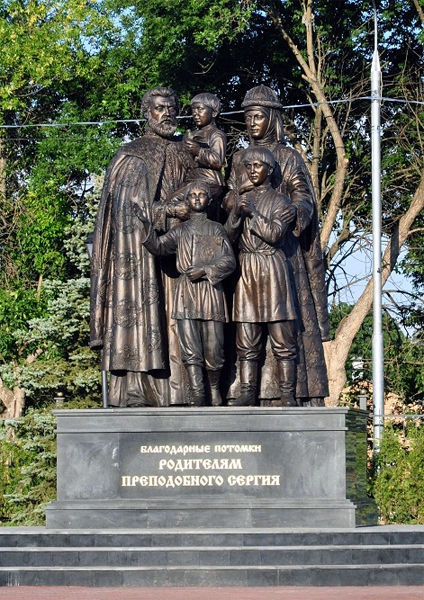 БЛАГОДАРНЫЕ ПОТОМКИ
РОДИТЕЛЯМ
ПРЕПОДОБНОГО СЕРГИЯ